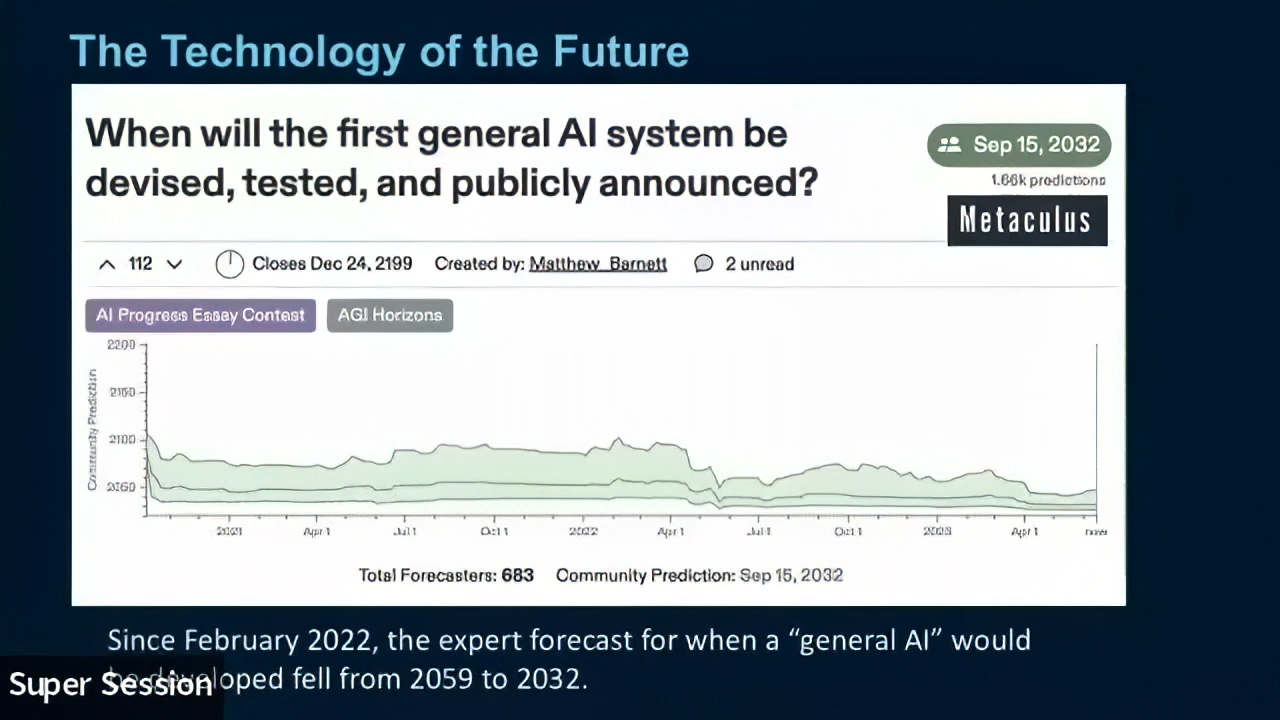 The Technology of the Future
When will the first general AI system be
devised, tested, and publicly announced?
Sep 15, 2032
1.66k predictions
Metaculus
112
Closes Dec 24, 2199
Created by: Matthew_Barnett
2 unread
AI Progress Essay Contest
AGI Horizons
Community Prediction
2200
2150
2100
2050
2021
Apr 1
Jul 1
Oct 1
2022
Apr 1
Jul 1
Oct 1
2023
Apr 1
now
Total Forecasters: 683
Community Prediction: Sep 15, 2032
Since February 2022, the expert forecast for when a “general AI” would
be developed fell from 2059 to 2032.
Super Session